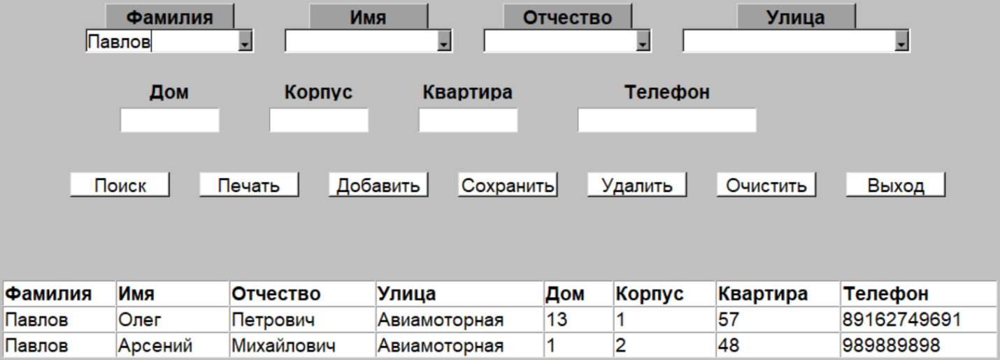 Фамилия Имя Отчество Улица
Павлов
Дом Корпус Квартира Телефон
Поиск Печать Добавить Сохранить Удалить Очистить Выход
Фамилия Имя Отчество Улица Дом Корпус Квартира Телефон
Павлов Олег Петрович Авиамоторная 13 1 57 89162749691
Павлов Арсений Михайлович Авиамоторная 1 2 48 989889898